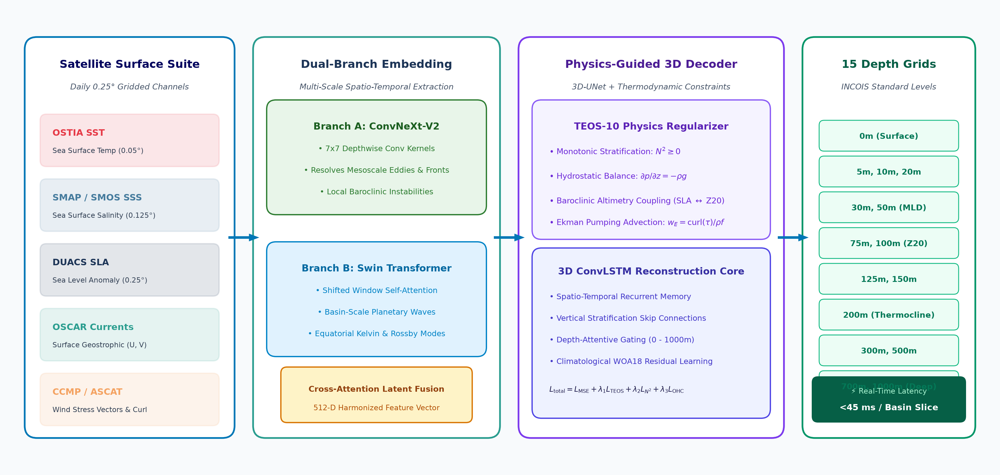 Satellite Surface Suite
Daily 0.25° Gridded Channels
OSTIA SST
Sea Surface Temp (0.05°)
SMAP / SMOS SSS
Sea Surface Salinity (0.125°)
DUACS SLA
Sea Level Anomaly (0.25°)
OSCAR Currents
Surface Geostrophic (U, V)
CCMP / ASCAT
Wind Stress Vectors & Curl
Dual-Branch Embedding
Multi-Scale Spatio-Temporal Extraction
Branch A: ConvNeXt-V2
• 7x7 Depthwise Conv Kernels
• Resolves Mesoscale Eddies & Fronts
• Local Baroclinic Instabilities
Branch B: Swin Transformer
• Shifted Window Self-Attention
• Basin-Scale Planetary Waves
• Equatorial Kelvin & Rossby Modes
Cross-Attention Latent Fusion
512-D Harmonized Feature Vector
Physics-Guided 3D Decoder
3D-UNet + Thermodynamic Constraints
TEOS-10 Physics Regularizer
• Monotonic Stratification: N² ≥ 0
• Hydrostatic Balance: ∂p/∂z = −ρg
• Baroclinic Altimetry Coupling (SLA ↔ Z20)
• Ekman Pumping Advection: w_E = curl(τ)/ρf
3D ConvLSTM Reconstruction Core
• Spatio-Temporal Recurrent Memory
• Vertical Stratification Skip Connections
• Depth-Attentive Gating (0 - 1000m)
• Climatological WOA18 Residual Learning
L_total = L_MSE + λ₁L_TEOS + λ₂L_N² + λ₃L_OHC
15 Depth Grids
INCOIS Standard Levels
0m (Surface)
5m, 10m, 20m
30m, 50m (MLD)
75m, 100m (Z20)
125m, 150m
200m (Thermocline)
300m, 500m
700m, 1000m (Deep)
⚡ Real-Time Latency
<45 ms / Basin Slice